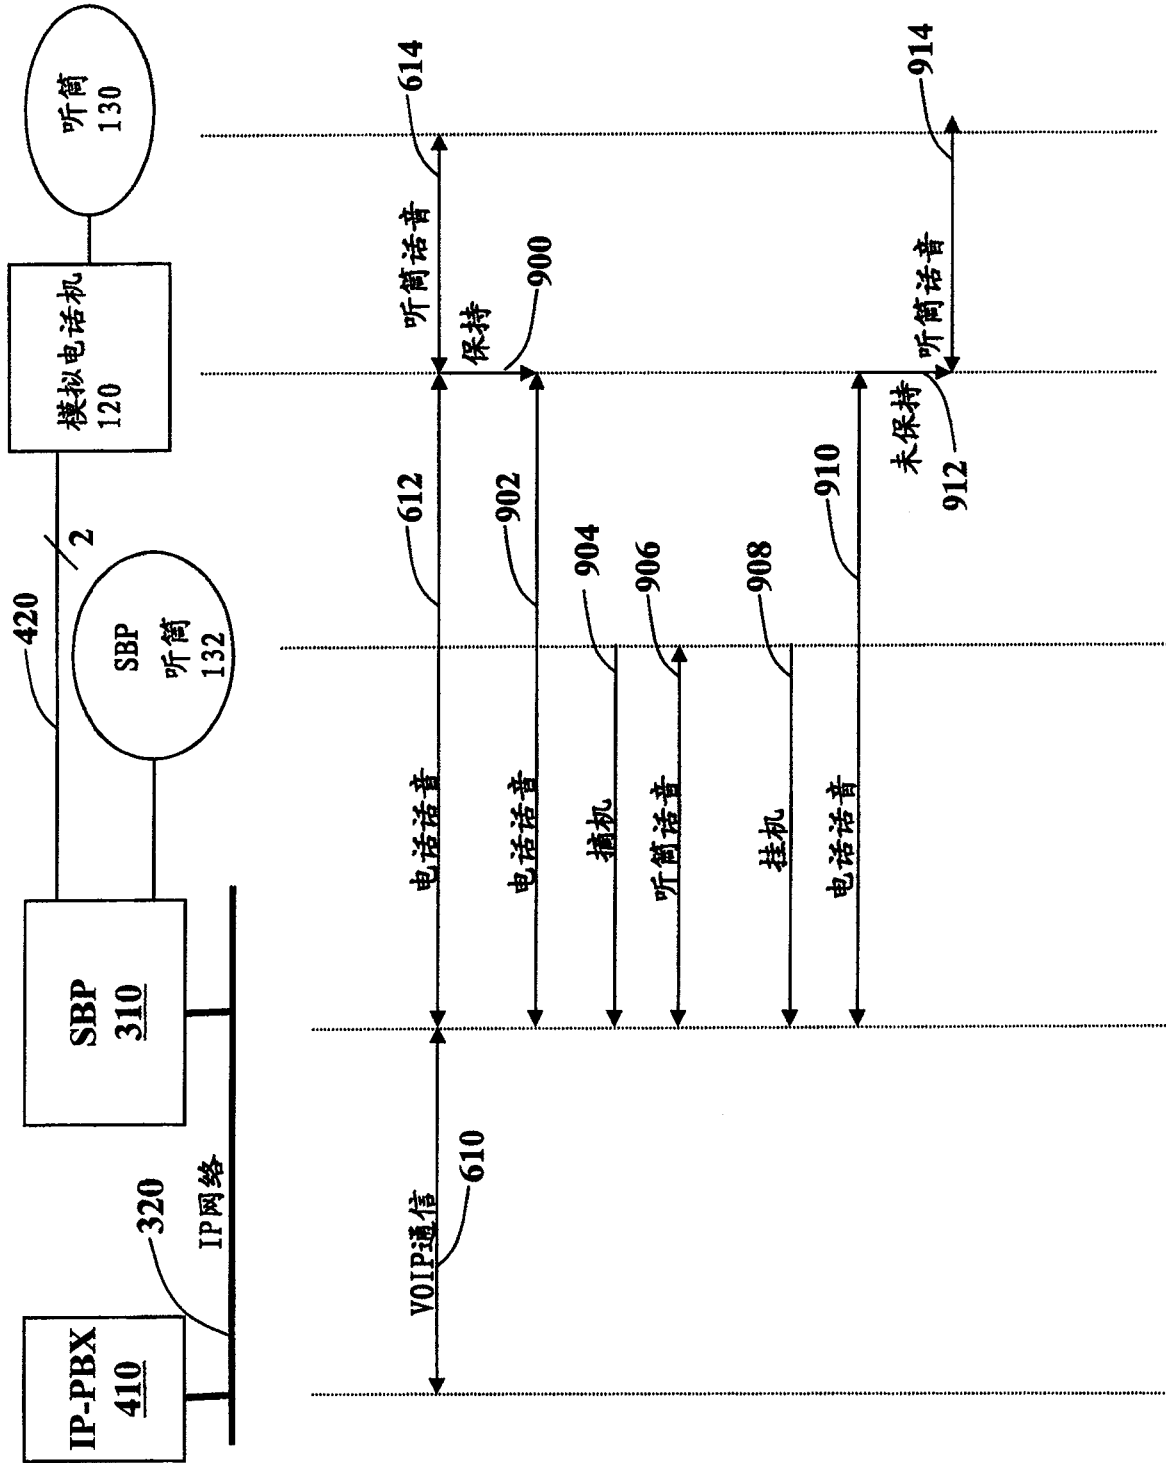 IP-PBX
410
320
IP网络
SBP
310
420
2
SBP
听筒
132
模拟电话机
120
听筒
130
VOIP通信
610
电话话音
612
听筒话音
614
保持
900
电话话音
902
摘机
904
听筒话音
906
挂机
908
电话话音
910
未保持
912
听筒话音
914